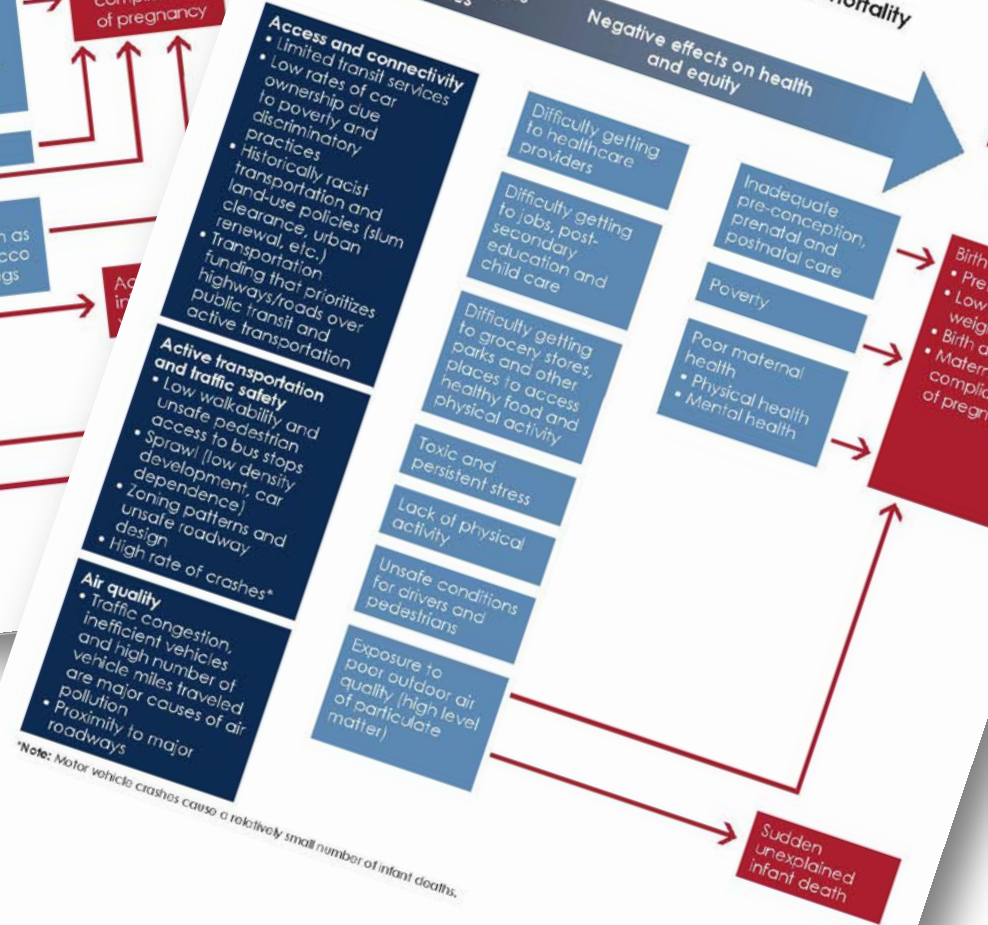 of pregnancy
as
Negative effects on health
and equity
Access and connectivity
• Limited transit services
• Low rates of car
ownership due
to poverty and
discriminatory
practices
• Historically racist
transportation and
land-use policies (slum
clearance, urban
renewal, etc.)
• Transportation
funding that prioritizes
highways/roads over
public transit and
active transportation
Active transportation
and traffic safety
• Low walkability and
unsafe pedestrian
access to bus stops
• Sprawl (low density
development, car
dependence)
• Zoning patterns and
unsafe roadway
design
• High rate of crashes*
Air quality
• Traffic congestion,
inefficient vehicles
and high number of
vehicle miles traveled
are major causes of air
pollution
• Proximity to major
roadways
*Note: Motor vehicle crashes cause a relatively small number of infant deaths.
Difficulty getting
to healthcare
providers
Difficulty getting
to jobs, post-
secondary
education and
child care
Difficulty getting
to grocery stores,
parks and other
places to access
healthy food and
physical activity
Toxic and
persistent stress
Lack of physical
activity
Unsafe conditions
for drivers and
pedestrians
Exposure to
poor outdoor air
quality (high level
of particulate
matter)
Inadequate
pre-conception,
prenatal and
postnatal care
Poverty
Poor maternal
health
• Physical health
• Mental health
Birth
•
• Low
• Birth
•
of
Sudden
unexplained
infant death